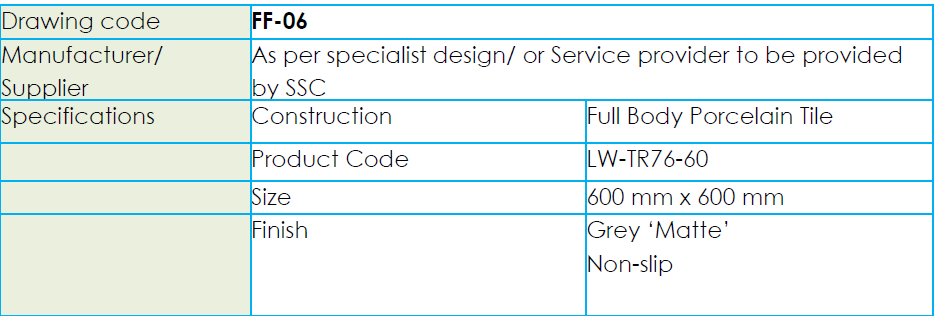 Drawing code FF-06
Manufacturer/ As per specialist design/ or Service provider to be provided
Supplier by SSC
Specifications Construction Full Body Porcelain Tile
Product Code LW-TR76-60
Size 600 mm x 600 mm
Finish Grey ‘Matte’
Non-slip